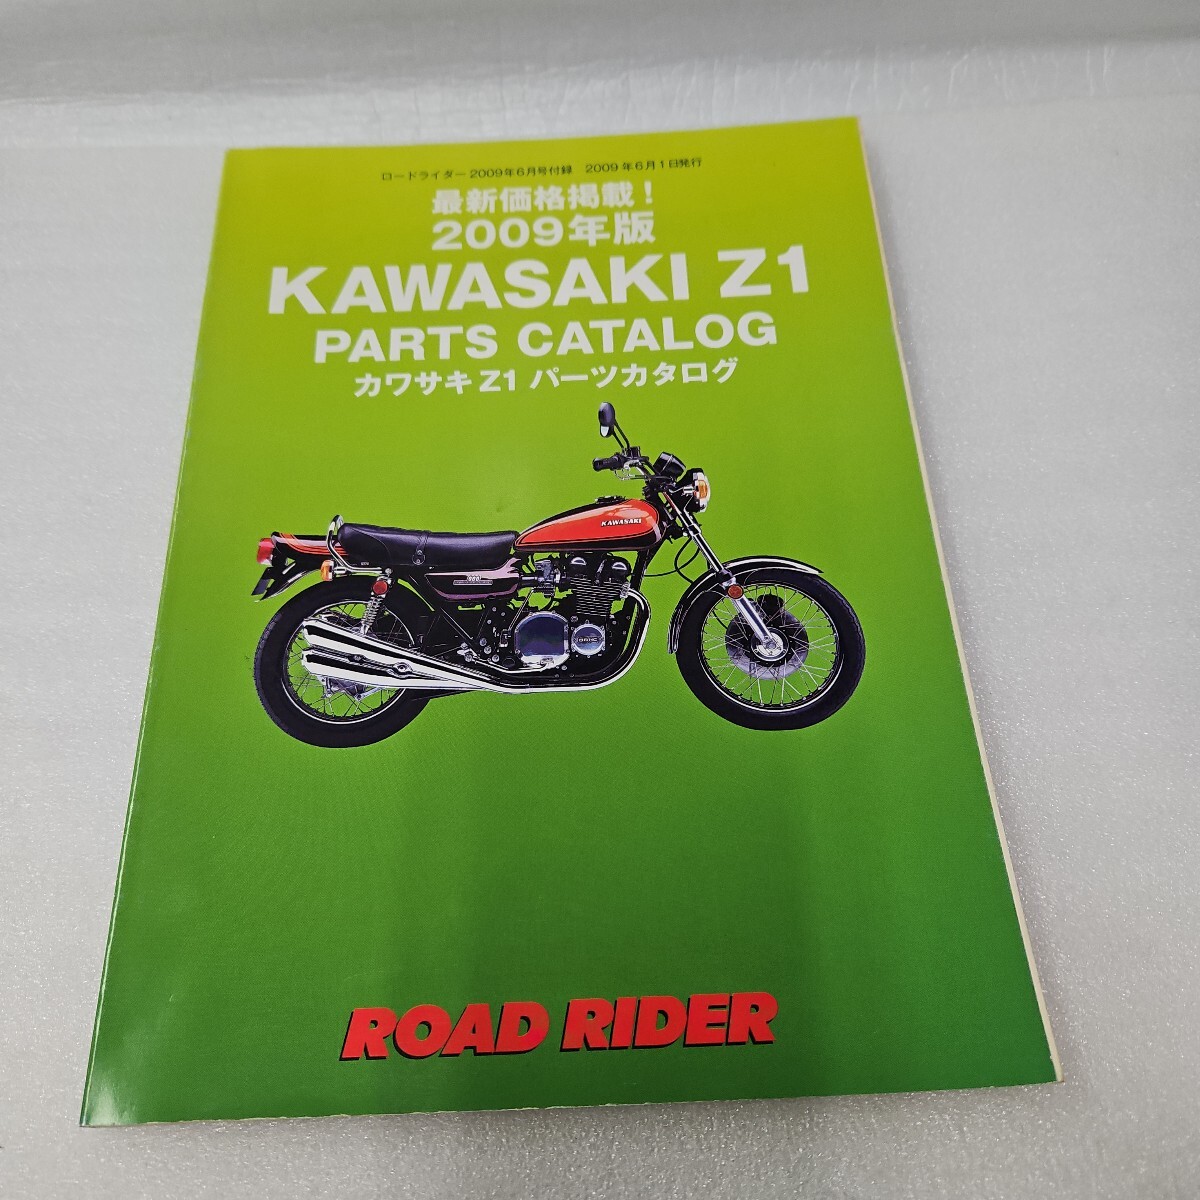 ロードライダー 2009年6月号付録 2009年6月1日発行
最新価格掲載!
2009年版
KAWASAKI Z1
PARTS CATALOG
カワサキ Z1 パーツカタログ
KAWASAKI
DOHC
ROAD RIDER